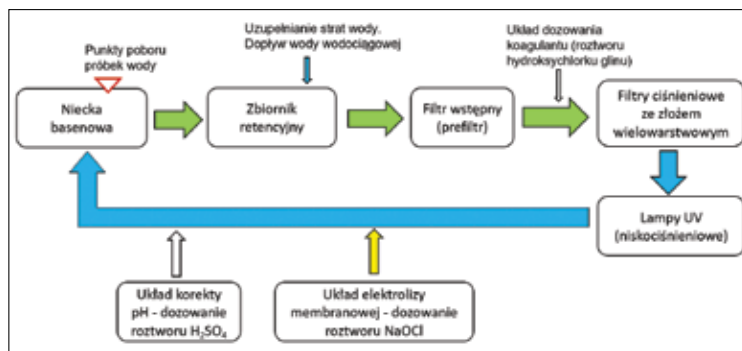 Punkty poboru
próbek wody
Uzupełnianie strat wody.
Dopływ wody wodociągowej
Układ dozowania
koagulantu (roztworu
hydroksychlorku glinu)
Niecka
basenowa
Zbiornik
retencyjny
Filtr wstępny
(prefiltr)
Filtry ciśnieniowe
ze złożem
wielowarstwowym
Lampy UV
(niskociśnieniowe)
Układ korekty
pH - dozowanie
roztworu H₂SO₄
Układ elektrolizy
membranowej - dozowanie
roztworu NaOCl